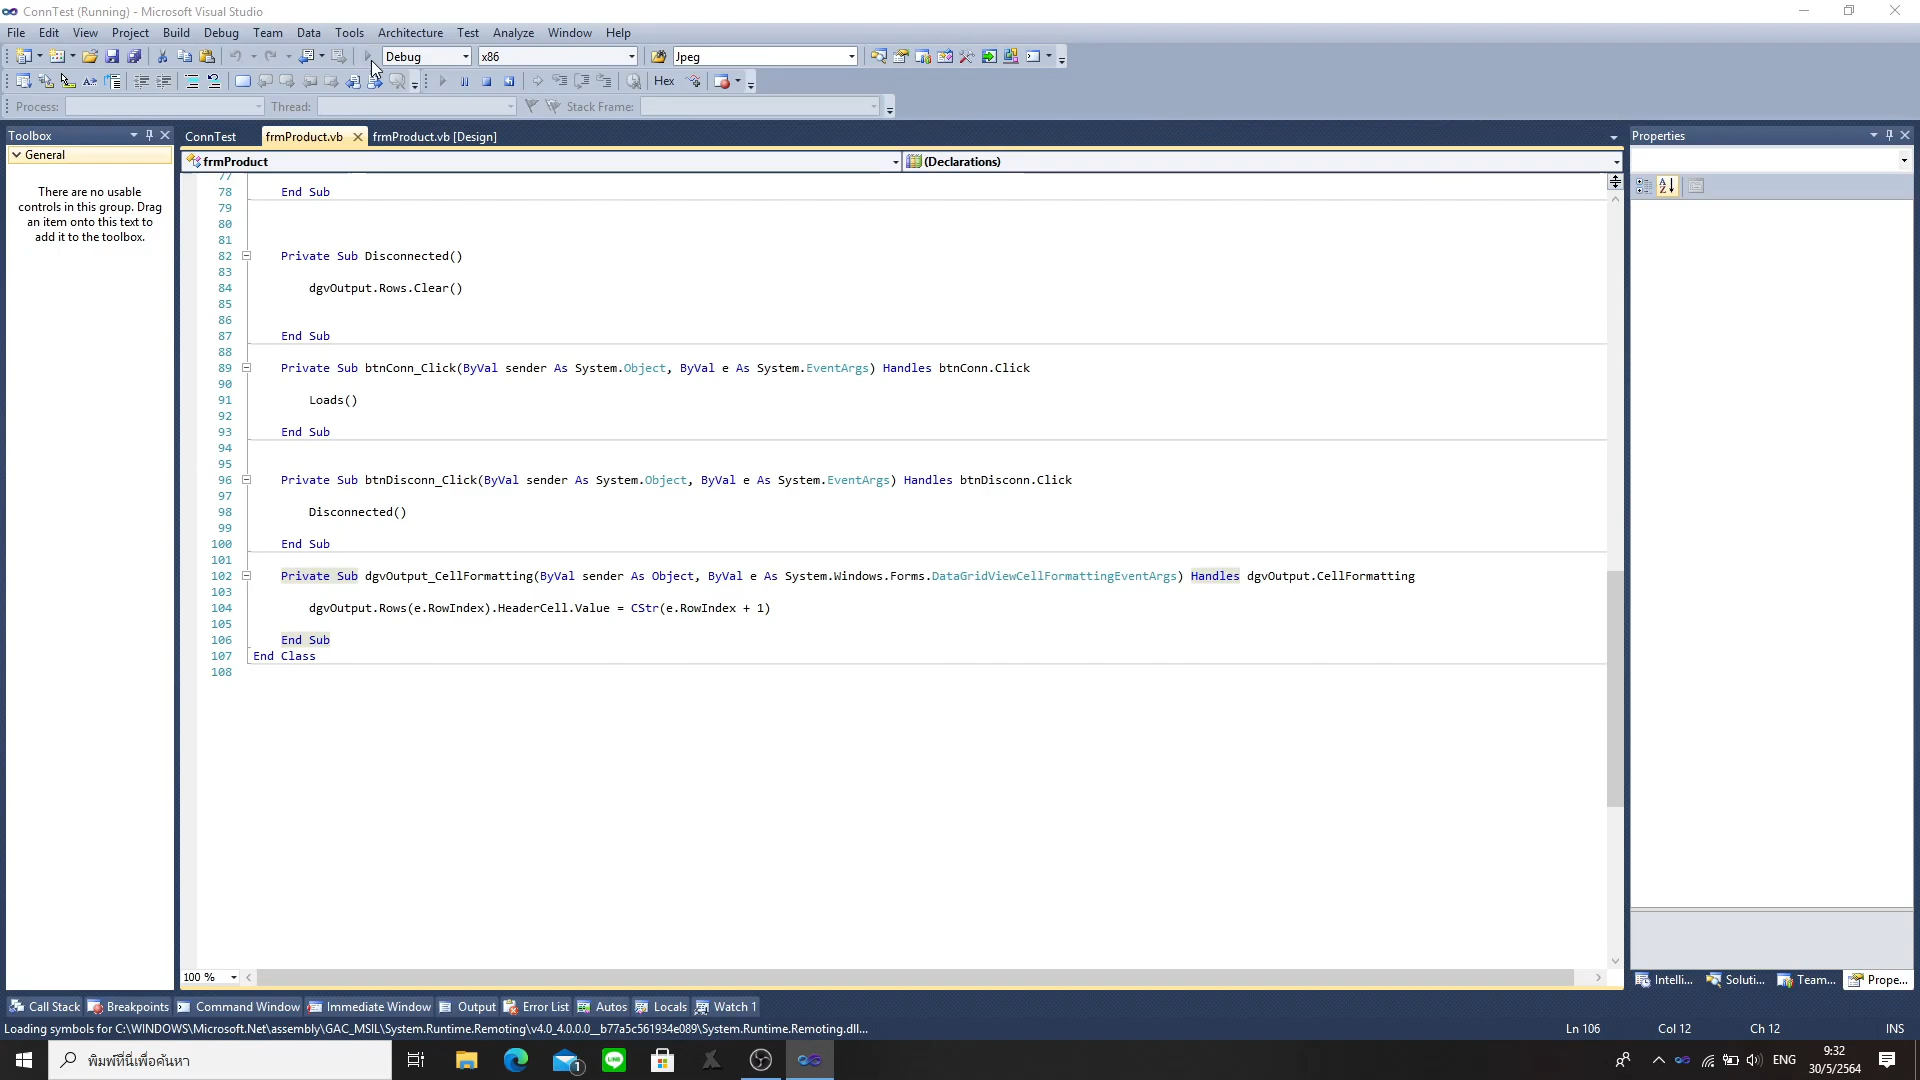 ConnTest (Running) - Microsoft Visual Studio
File Edit View Project Build Debug Team Data Tools Architecture Test Analyze Window Help
Debug x86 Jpeg
Hex
Process: Thread: Stack Frame:
Toolbox
General
There are no usable
controls in this group. Drag
an item onto this text to
add it to the toolbox.
ConnTest frmProduct.vb frmProduct.vb [Design]
frmProduct (Declarations)
77
78 End Sub
79
80
81
82 Private Sub Disconnected()
83
84 dgvOutput.Rows.Clear()
85
86
87 End Sub
88
89 Private Sub btnConn_Click(ByVal sender As System.Object, ByVal e As System.EventArgs) Handles btnConn.Click
90
91 Loads()
92
93 End Sub
94
95
96 Private Sub btnDisconn_Click(ByVal sender As System.Object, ByVal e As System.EventArgs) Handles btnDisconn.Click
97
98 Disconnected()
99
100 End Sub
101
102 Private Sub dgvOutput_CellFormatting(ByVal sender As Object, ByVal e As System.Windows.Forms.DataGridViewCellFormattingEventArgs) Handles dgvOutput.CellFormatting
103
104 dgvOutput.Rows(e.RowIndex).HeaderCell.Value = CStr(e.RowIndex + 1)
105
106 End Sub
107 End Class
108
100 %
Properties
Intelli... Soluti... Team... Prope...
Call Stack Breakpoints Command Window Immediate Window Output Error List Autos Locals Watch 1
Loading symbols for C:\WINDOWS\Microsoft.Net\assembly\GAC_MSIL\System.Runtime.Remoting\v4.0_4.0.0.0__b77a5c561934e089\System.Runtime.Remoting.dll... Ln 106 Col 12 Ch 12 INS
พิมพ์ที่นี่เพื่อค้นหา
1
LINE
ENG
9:32
30/5/2564